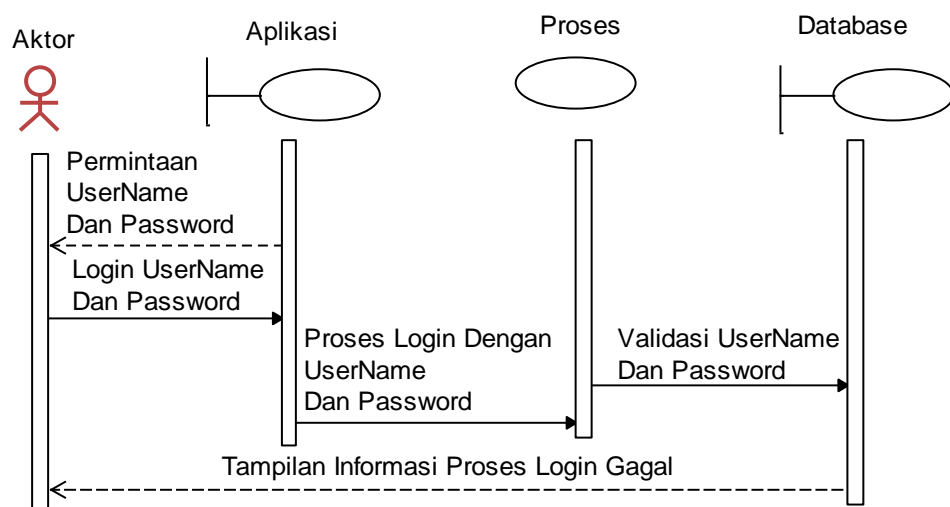 Aktor
Aplikasi
Proses
Database
Permintaan
UserName
Dan Password
Login UserName
Dan Password
Proses Login Dengan
UserName
Dan Password
Validasi UserName
Dan Password
Tampilan Informasi Proses Login Gagal